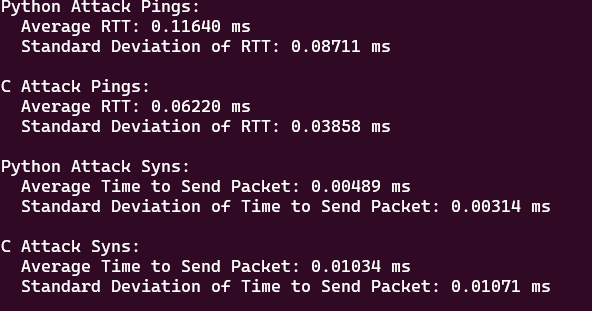 Python Attack Pings:
Average RTT: 0.11640 ms
Standard Deviation of RTT: 0.08711 ms
C Attack Pings:
Average RTT: 0.06220 ms
Standard Deviation of RTT: 0.03858 ms
Python Attack Syns:
Average Time to Send Packet: 0.00489 ms
Standard Deviation of Time to Send Packet: 0.00314 ms
C Attack Syns:
Average Time to Send Packet: 0.01034 ms
Standard Deviation of Time to Send Packet: 0.01071 ms